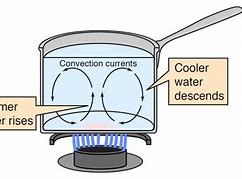 Convection currents
Cooler
water
descends
mer
er rises